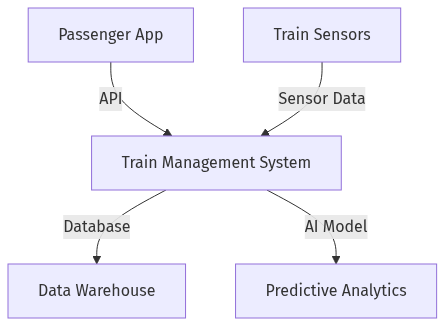 Passenger App
Train Sensors
API
Sensor Data
Train Management System
Database
AI Model
Data Warehouse
Predictive Analytics